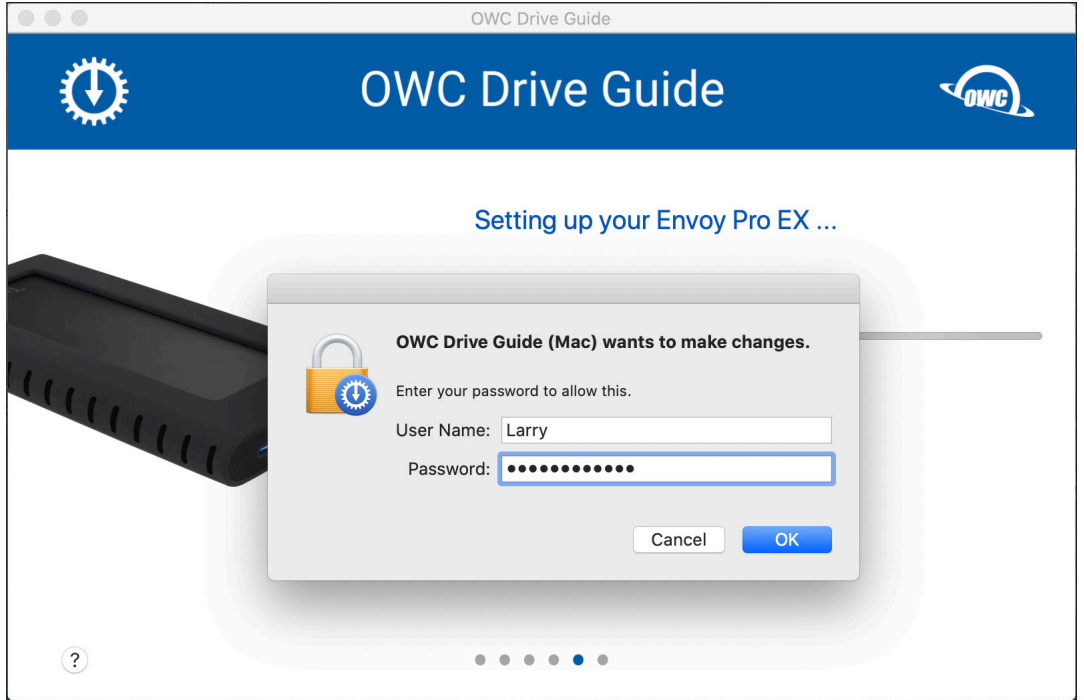 OWC Drive Guide
OWC Drive Guide
OWC
Setting up your Envoy Pro EX ...
OWC Drive Guide (Mac) wants to make changes.
Enter your password to allow this.
User Name: Larry
Password: ●●●●●●●●●●●●
Cancel OK
?